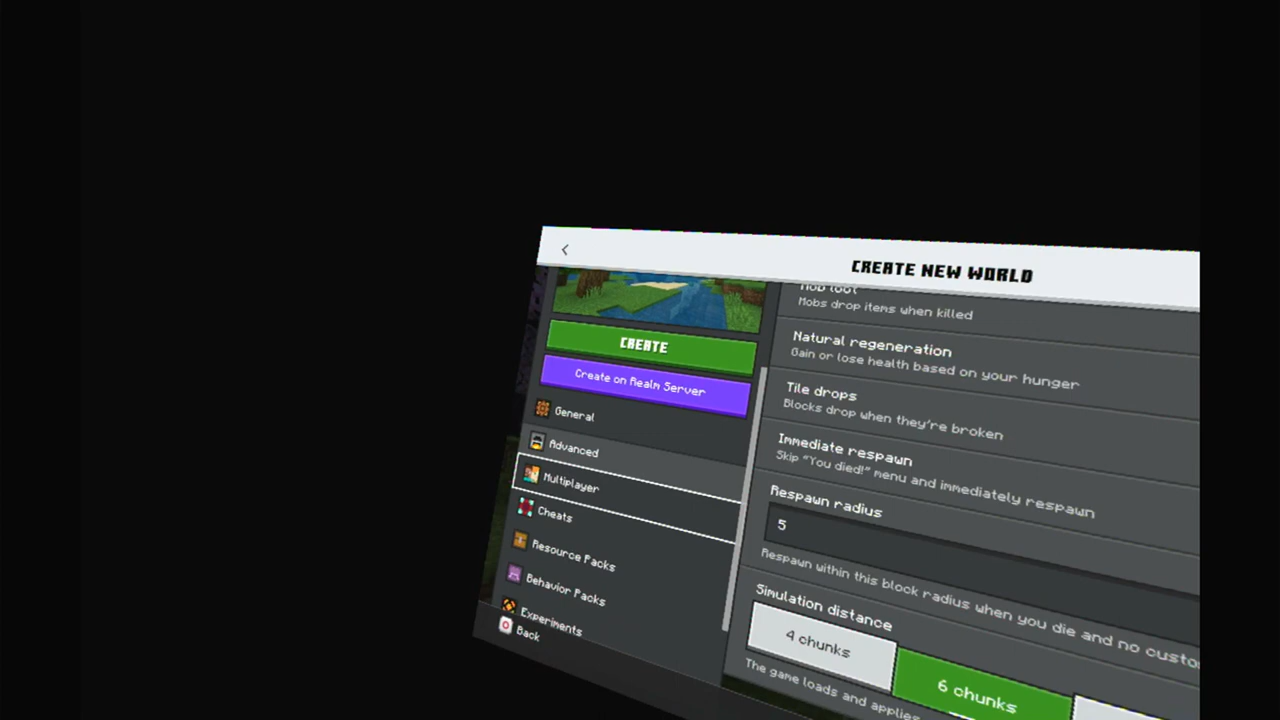 CREATE NEW WORLD
Mob loot
Mobs drop items when killed
CREATE
Natural regeneration
Gain or lose health based on your hunger
Create on Realm Server
Tile drops
Blocks drop when they're broken
General
Advanced
Immediate respawn
Skip "You died!" menu and immediately respawn
Multiplayer
Respawn radius
5
Cheats
Respawn within this block radius when you die and no custo
Resource Packs
Behavior Packs
Simulation distance
Experiments
Back
4 chunks
6 chunks
The game loads and applies